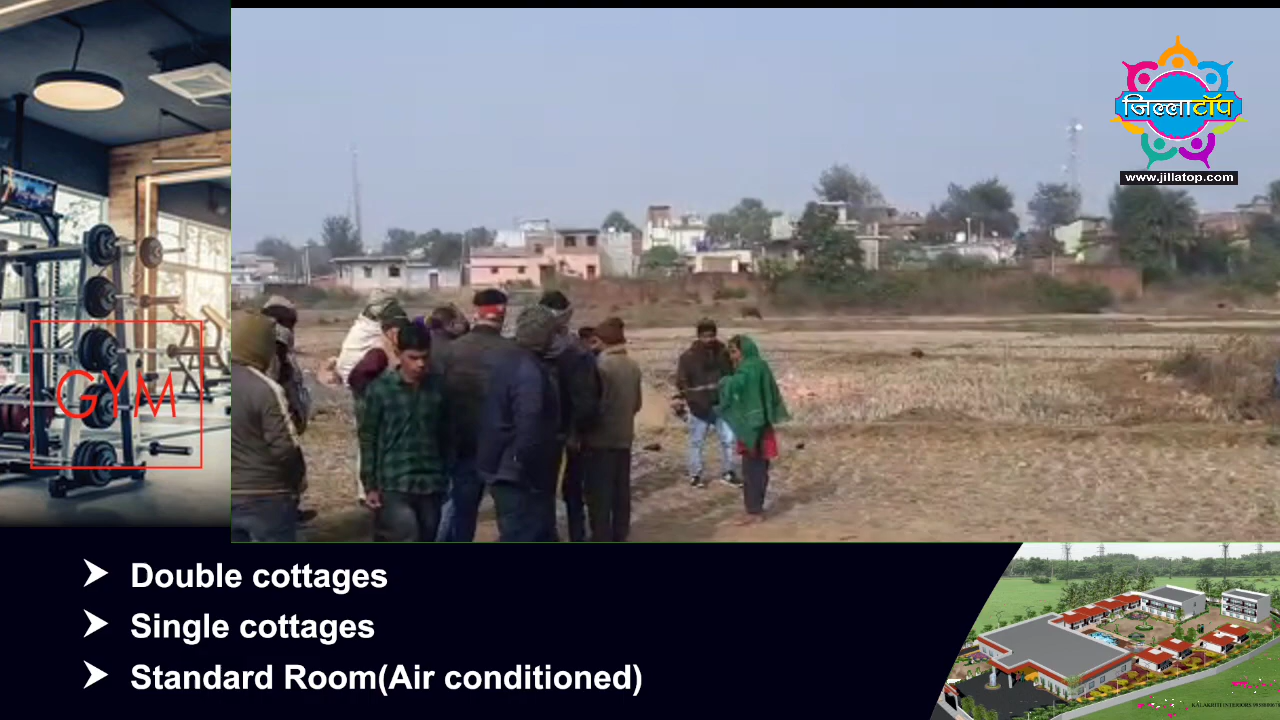 जिल्लाटॉप
www.jillatop.com
GYM
Double cottages
Single cottages
Standard Room(Air conditioned)